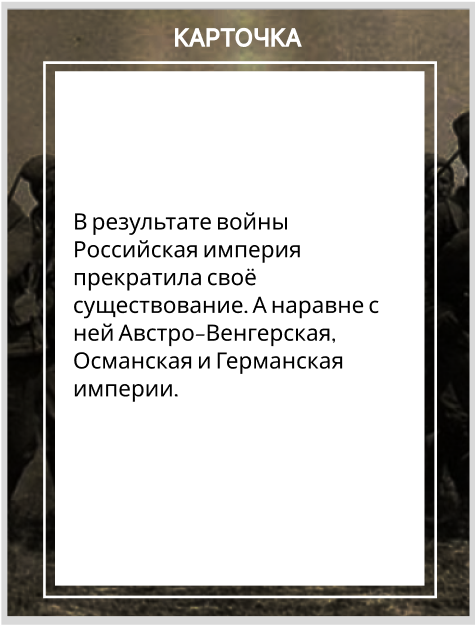 КАРТОЧКА
В результате войны
Российская империя
прекратила своё
существование. А наравне с
ней Австро-Венгерская,
Османская и Германская
империи.